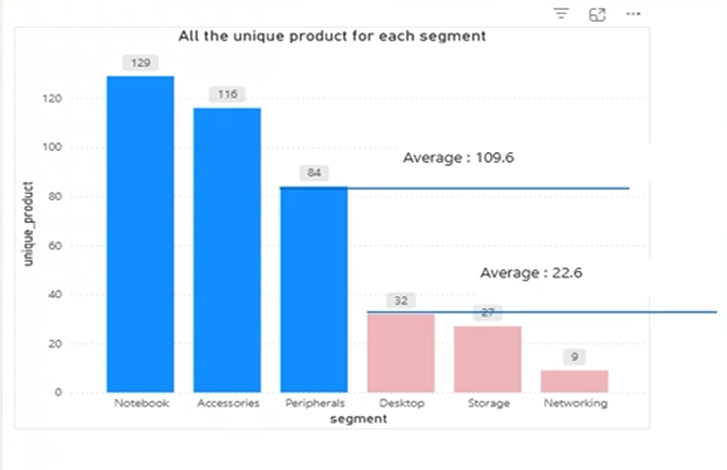 All the unique product for each segment
129
120
116
100
Average : 109.6
84
80
unique_product
60
Average : 22.6
40
32
27
20
9
0
Notebook Accessories Peripherals Desktop Storage Networking
segment